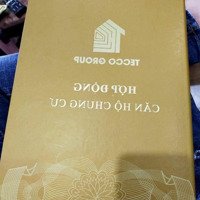 TECCO GROUP
HỢP ĐỒNG
CĂN HỘ CHUNG CƯ